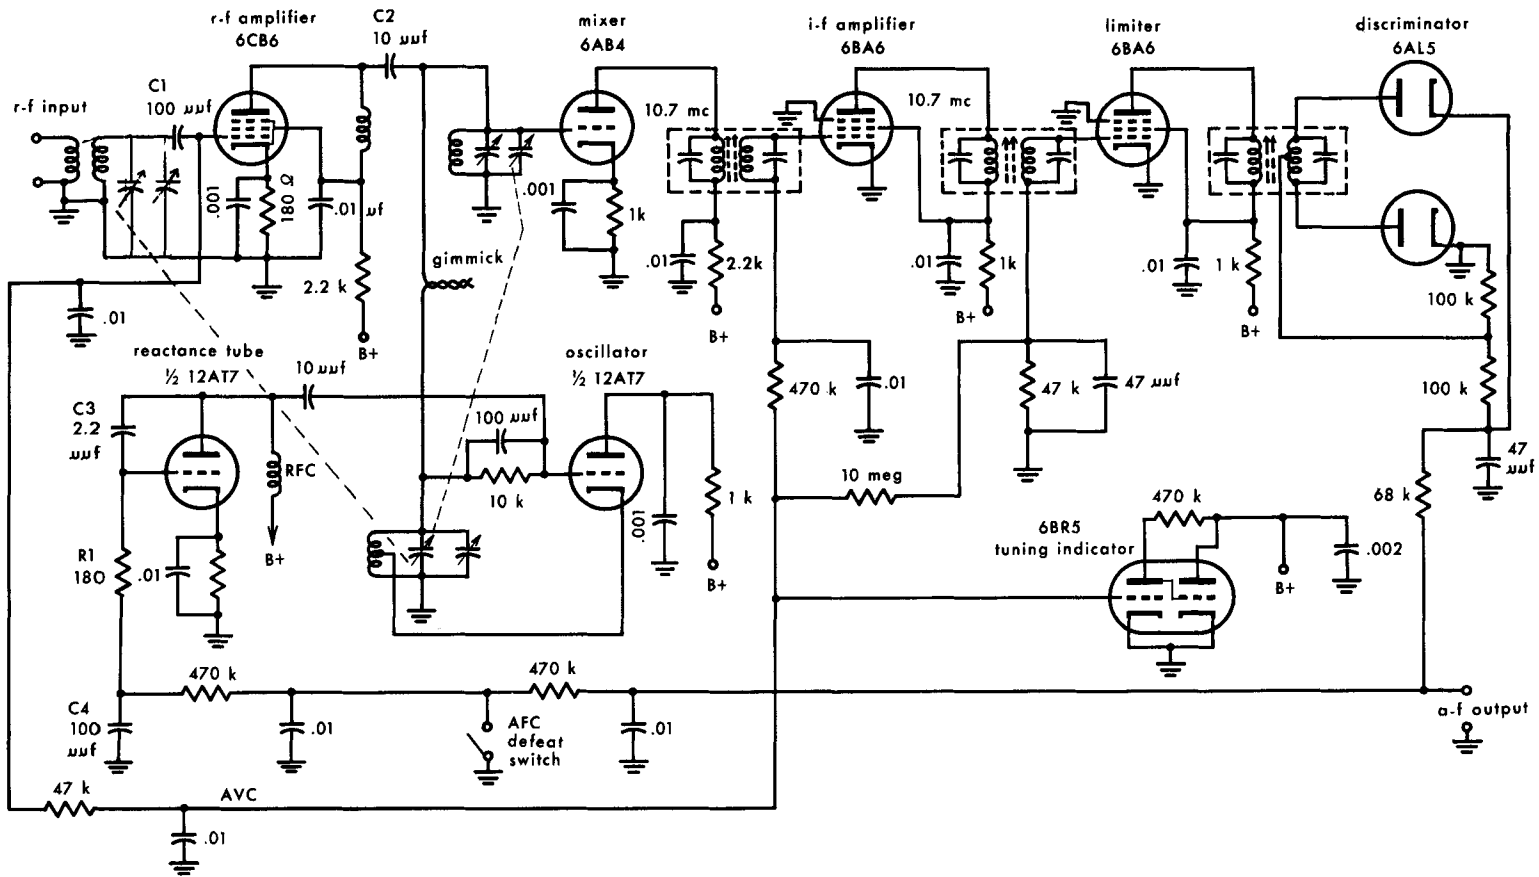 r-f amplifier
6CB6
C2
10 μμf
mixer
6AB4
i-f amplifier
6BA6
limiter
6BA6
discriminator
6AL5
r-f input
C1
100 μμf
10.7 mc
10.7 mc
.001
180 Ω
.01 μf
.001
1k
gimmick
2.2 k
B+
.01
2.2k
B+
.01
1k
B+
.01
1 k
B+
100 k
.01
reactance tube
½ 12AT7
10 μμf
oscillator
½ 12AT7
470 k
.01
47 k
47 μμf
100 k
C3
2.2
μμf
100 μμf
RFC
10 k
1 k
10 meg
47
μμf
68 k
470 k
6BR5
tuning indicator
.001
.002
B+
R1
180
.01
B+
B+
470 k
470 k
C4
100
μμf
.01
AFC
defeat
switch
.01
a-f output
47 k
AVC
.01